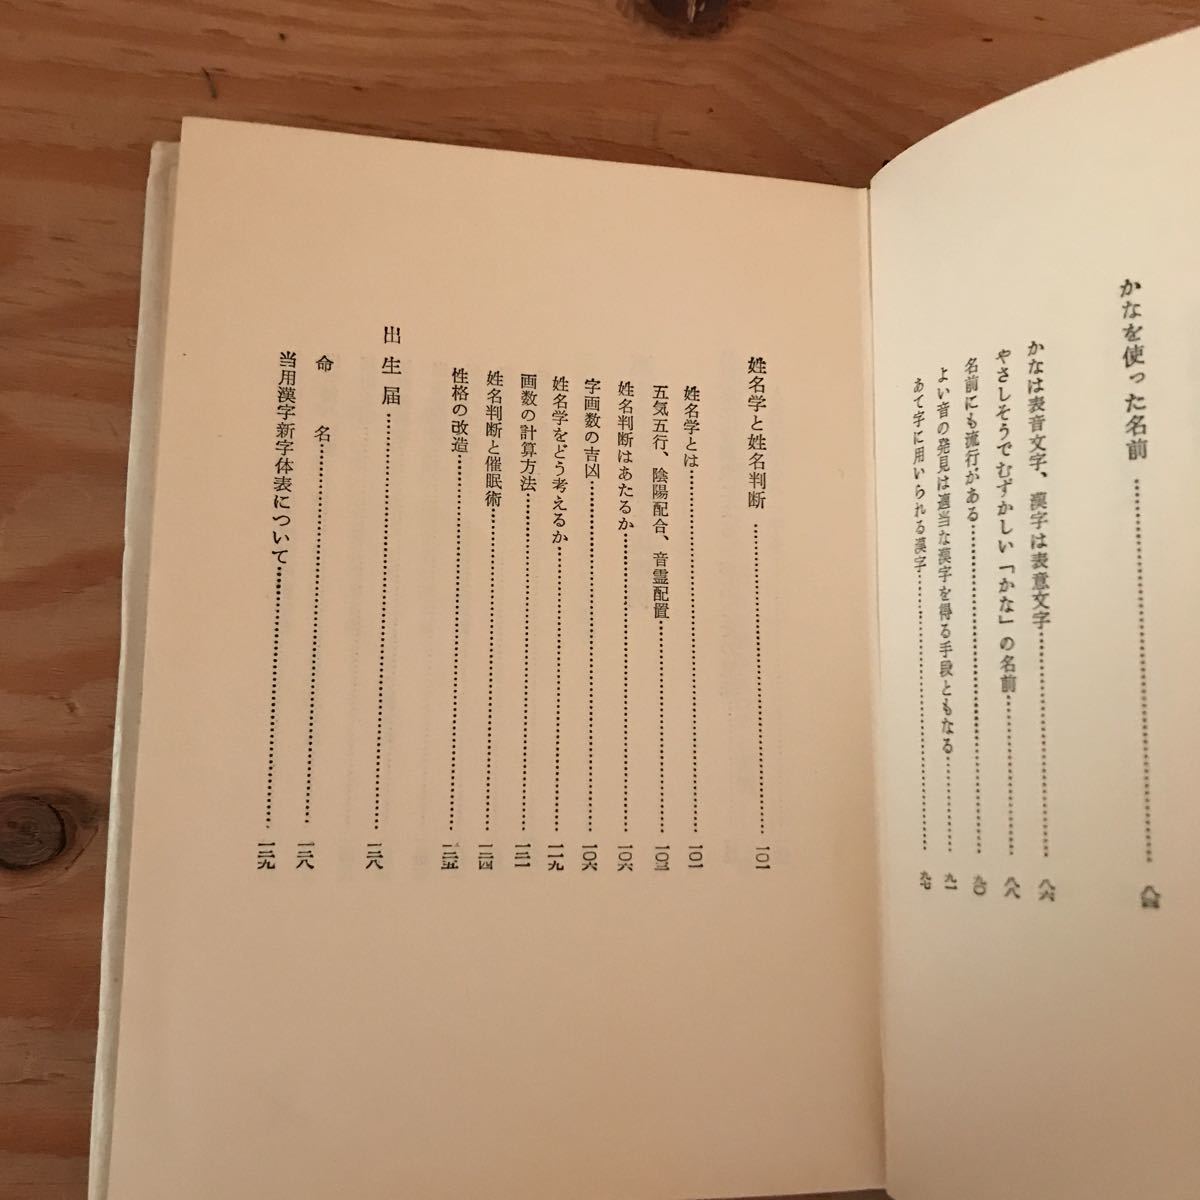 かなを使った名前……八四
かなは表音文字、漢字は表意文字……八六
やさしそうでむずかしい「かな」の名前……八八
名前にも流行がある……九〇
よい音の発見は適当な漢字を得る手段ともなる……九一
あて字に用いられる漢字……九七
姓名学と姓名判断……一〇一
姓名学とは……一〇一
五気五行、陰陽配合、音霊配置……一〇三
姓名判断はあたるか……一〇六
字画数の吉凶……一〇六
姓名学をどう考えるか……一一九
画数の計算方法……一二一
姓名判断と催眠術……一二四
性格の改造……一二五
出生届……一二八
命名……一二八
当用漢字新字体表について……一二九